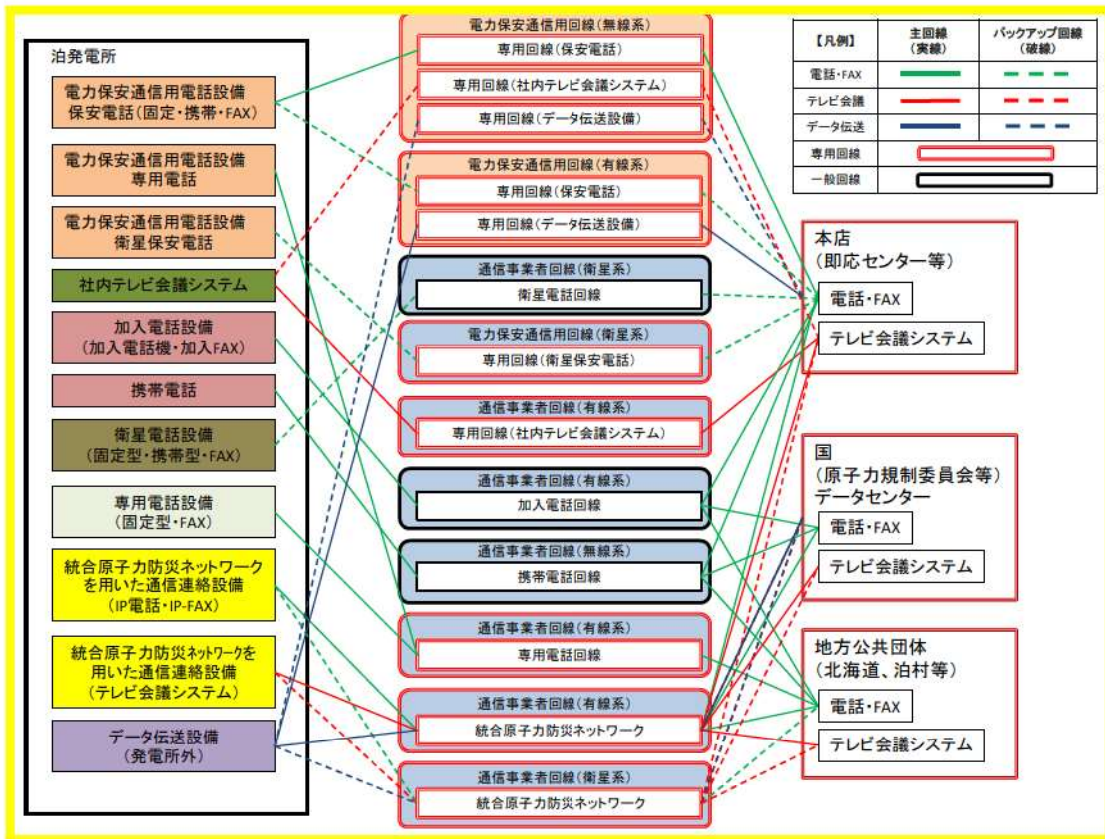 泊発電所
電力保安通信用電話設備
保安電話(固定・携帯・FAX)
電力保安通信用電話設備
専用電話
電力保安通信用電話設備
衛星保安電話
社内テレビ会議システム
加入電話設備
(加入電話機・加入FAX)
携帯電話
衛星電話設備
(固定型・携帯型・FAX)
専用電話設備
(固定型・FAX)
統合原子力防災ネットワーク
を用いた通信連絡設備
(IP電話・IP-FAX)
統合原子力防災ネットワークを
用いた通信連絡設備
(テレビ会議システム)
データ伝送設備
(発電所外)
電力保安通信用回線(無線系)
専用回線(保安電話)
専用回線(社内テレビ会議システム)
専用回線(データ伝送設備)
電力保安通信用回線(有線系)
専用回線(保安電話)
専用回線(データ伝送設備)
通信事業者回線(衛星系)
衛星電話回線
電力保安通信用回線(衛星系)
専用回線(衛星保安電話)
通信事業者回線(有線系)
専用回線(社内テレビ会議システム)
通信事業者回線(有線系)
加入電話回線
通信事業者回線(無線系)
携帯電話回線
通信事業者回線(有線系)
専用電話回線
通信事業者回線(有線系)
統合原子力防災ネットワーク
通信事業者回線(衛星系)
統合原子力防災ネットワーク
【凡例】
主回線
(実線)
バックアップ回線
(破線)
電話・FAX
テレビ会議
データ伝送
専用回線
一般回線
本店
(即応センター等)
電話・FAX
テレビ会議システム
国
(原子力規制委員会等)
データセンター
電話・FAX
テレビ会議システム
地方公共団体
(北海道、泊村等)
電話・FAX
テレビ会議システム